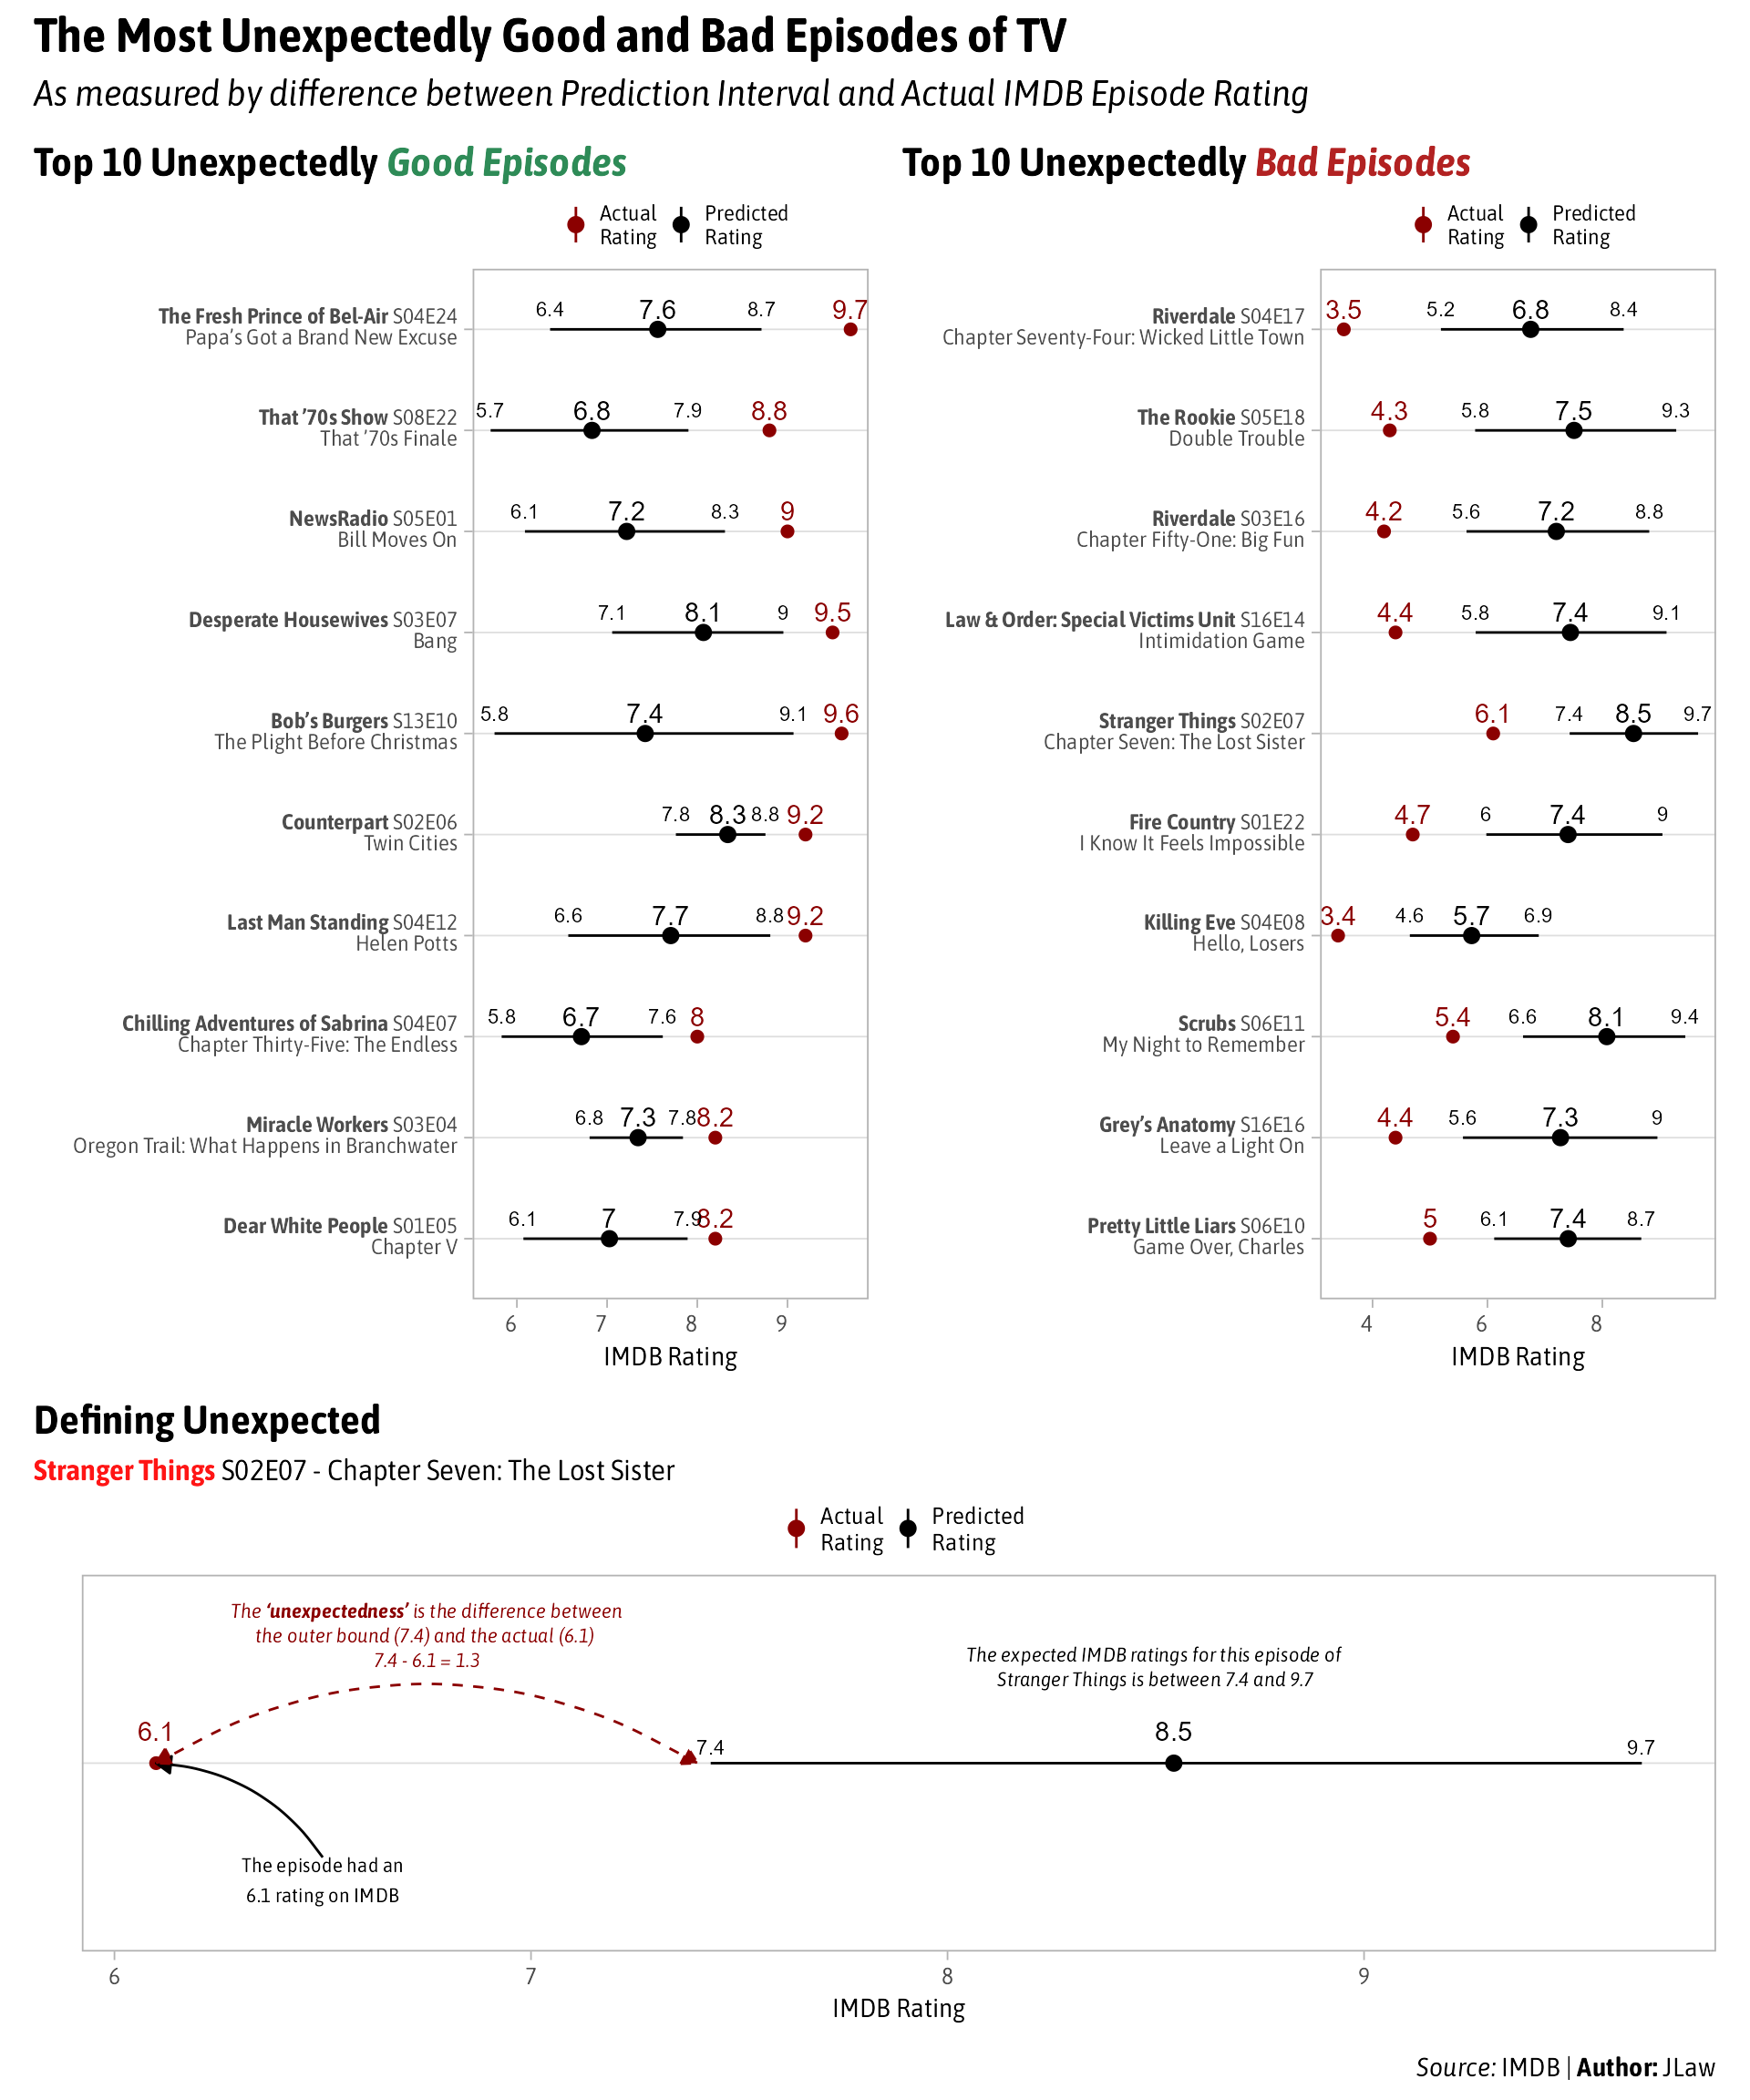 The Most Unexpectedly Good and Bad Episodes of TV
As measured by difference between Prediction Interval and Actual IMDB Episode Rating
Top 10 Unexpectedly Good Episodes
Actual Rating
Predicted Rating
The Fresh Prince of Bel-Air S04E24
Papa’s Got a Brand New Excuse
6.4 7.6 8.7 9.7
That ’70s Show S08E22
That ’70s Finale
5.7 6.8 7.9 8.8
NewsRadio S05E01
Bill Moves On
6.1 7.2 8.3 9
Desperate Housewives S03E07
Bang
7.1 8.1 9 9.5
Bob’s Burgers S13E10
The Plight Before Christmas
5.8 7.4 9.1 9.6
Counterpart S02E06
Twin Cities
7.8 8.3 8.8 9.2
Last Man Standing S04E12
Helen Potts
6.6 7.7 8.8 9.2
Chilling Adventures of Sabrina S04E07
Chapter Thirty-Five: The Endless
5.8 6.7 7.6 8
Miracle Workers S03E04
Oregon Trail: What Happens in Branchwater
6.8 7.3 7.8 8.2
Dear White People S01E05
Chapter V
6.1 7 7.9 8.2
6 7 8 9
IMDB Rating
Top 10 Unexpectedly Bad Episodes
Actual Rating
Predicted Rating
Riverdale S04E17
Chapter Seventy-Four: Wicked Little Town
3.5 5.2 6.8 8.4
The Rookie S05E18
Double Trouble
4.3 5.8 7.5 9.3
Riverdale S03E16
Chapter Fifty-One: Big Fun
4.2 5.6 7.2 8.8
Law & Order: Special Victims Unit S16E14
Intimidation Game
4.4 5.8 7.4 9.1
Stranger Things S02E07
Chapter Seven: The Lost Sister
6.1 7.4 8.5 9.7
Fire Country S01E22
I Know It Feels Impossible
4.7 6 7.4 9
Killing Eve S04E08
Hello, Losers
3.4 4.6 5.7 6.9
Scrubs S06E11
My Night to Remember
5.4 6.6 8.1 9.4
Grey’s Anatomy S16E16
Leave a Light On
4.4 5.6 7.3 9
Pretty Little Liars S06E10
Game Over, Charles
5 6.1 7.4 8.7
4 6 8
IMDB Rating
Defining Unexpected
Stranger Things S02E07 - Chapter Seven: The Lost Sister
Actual Rating
Predicted Rating
The ‘unexpectedness’ is the difference between
the outer bound (7.4) and the actual (6.1)
7.4 - 6.1 = 1.3
The expected IMDB ratings for this episode of
Stranger Things is between 7.4 and 9.7
6.1 7.4 8.5 9.7
The episode had an
6.1 rating on IMDB
6 7 8 9
IMDB Rating
Source: IMDB | Author: JLaw